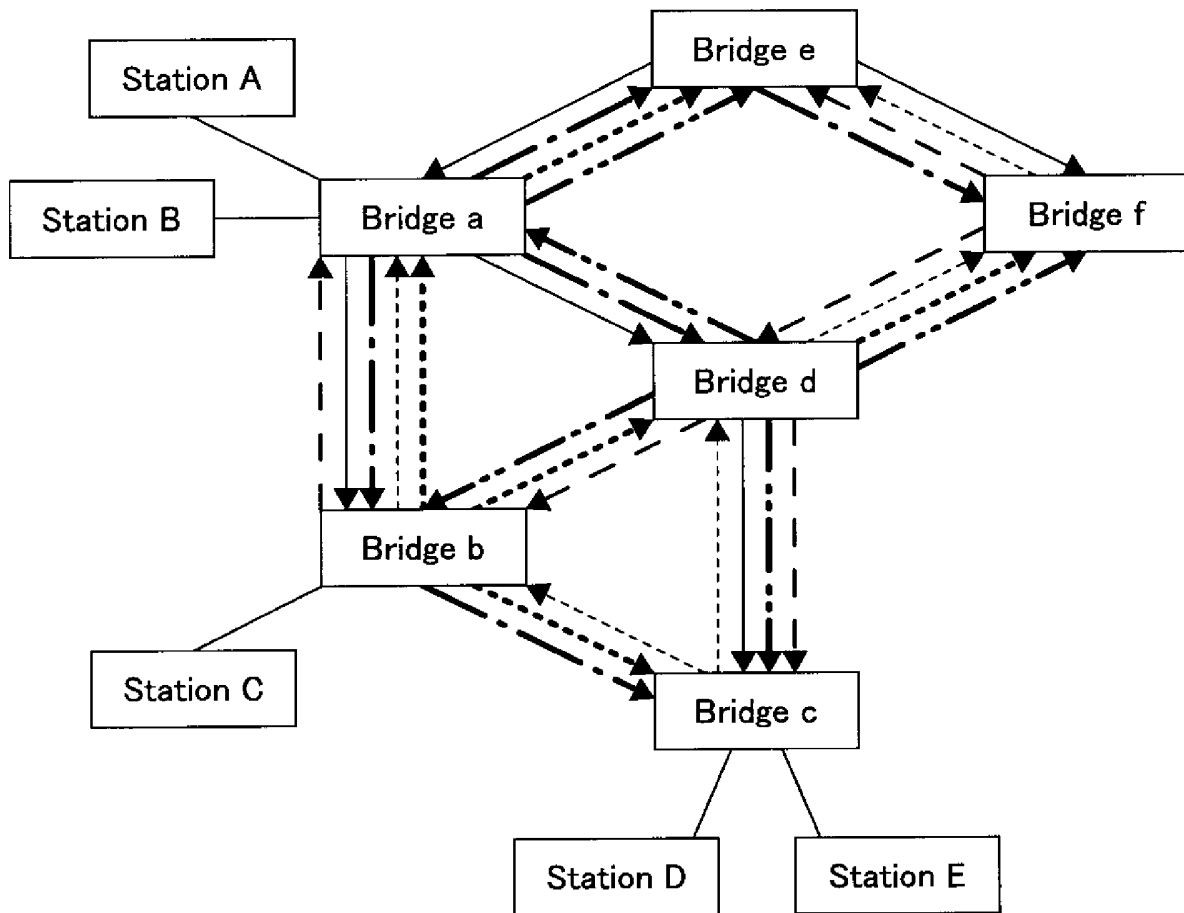 Bridge e
Station A
Station B
Bridge a
Bridge f
Bridge d
Bridge b
Station C
Bridge c
Station D
Station E